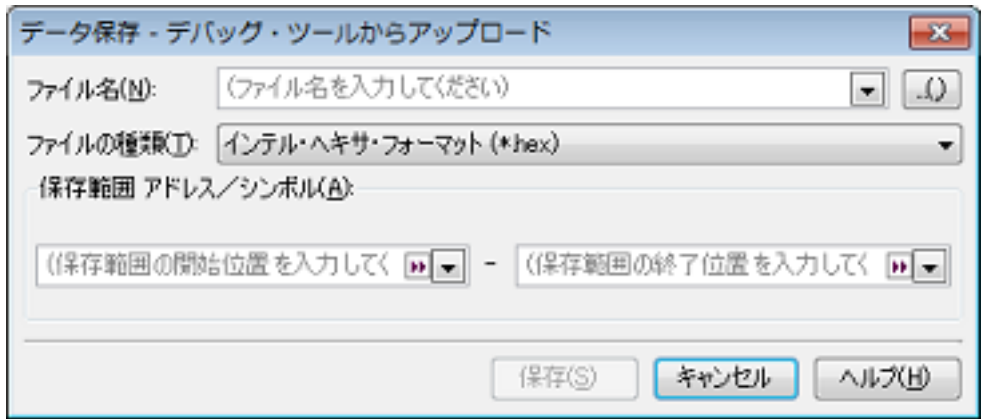 データ保存 - デバッグ・ツールからアップロード
ファイル名(N): (ファイル名を入力してください) ...()
ファイルの種類(T): インテル・ヘキサ・フォーマット (*.hex)
保存範囲 アドレス／シンボル(A):
((保存範囲の開始位置を入力してく - ((保存範囲の終了位置を入力してく
保存(S) キャンセル ヘルプ(H)